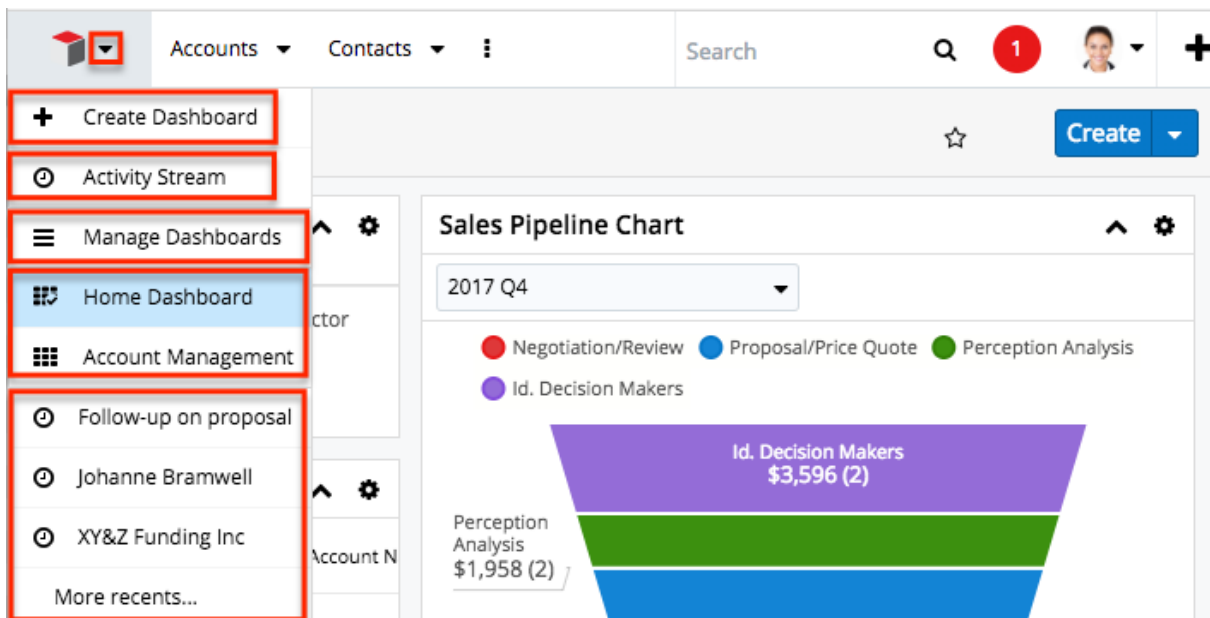 Accounts
Contacts
Search
1
Create Dashboard
Activity Stream
Manage Dashboards
Home Dashboard
Account Management
Follow-up on proposal
Johanne Bramwell
XY&Z Funding Inc
More recents...
Create
ctor
Account N
Sales Pipeline Chart
2017 Q4
Negotiation/Review Proposal/Price Quote Perception Analysis
Id. Decision Makers
Id. Decision Makers
$3,596 (2)
Perception
Analysis
$1,958 (2)